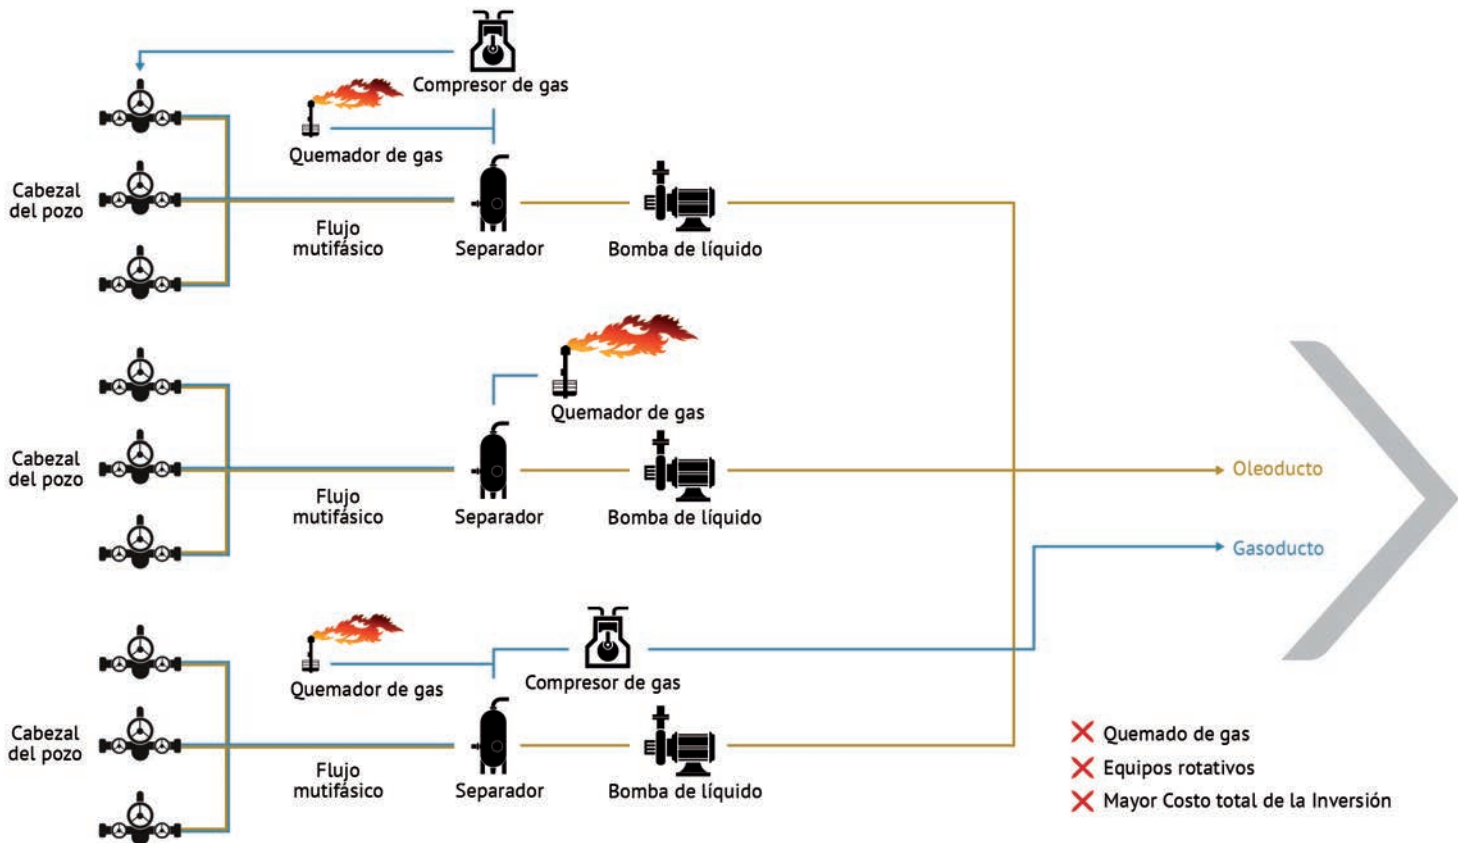 Compresor de gas
Quemador de gas
Cabezal
del pozo
Flujo
mutifásico
Separador
Bomba de líquido
Quemador de gas
Cabezal
del pozo
Flujo
mutifásico
Separador
Bomba de líquido
Oleoducto
Gasoducto
Quemador de gas
Compresor de gas
Cabezal
del pozo
Flujo
mutifásico
Separador
Bomba de líquido
Quemado de gas
Equipos rotativos
Mayor Costo total de la Inversión